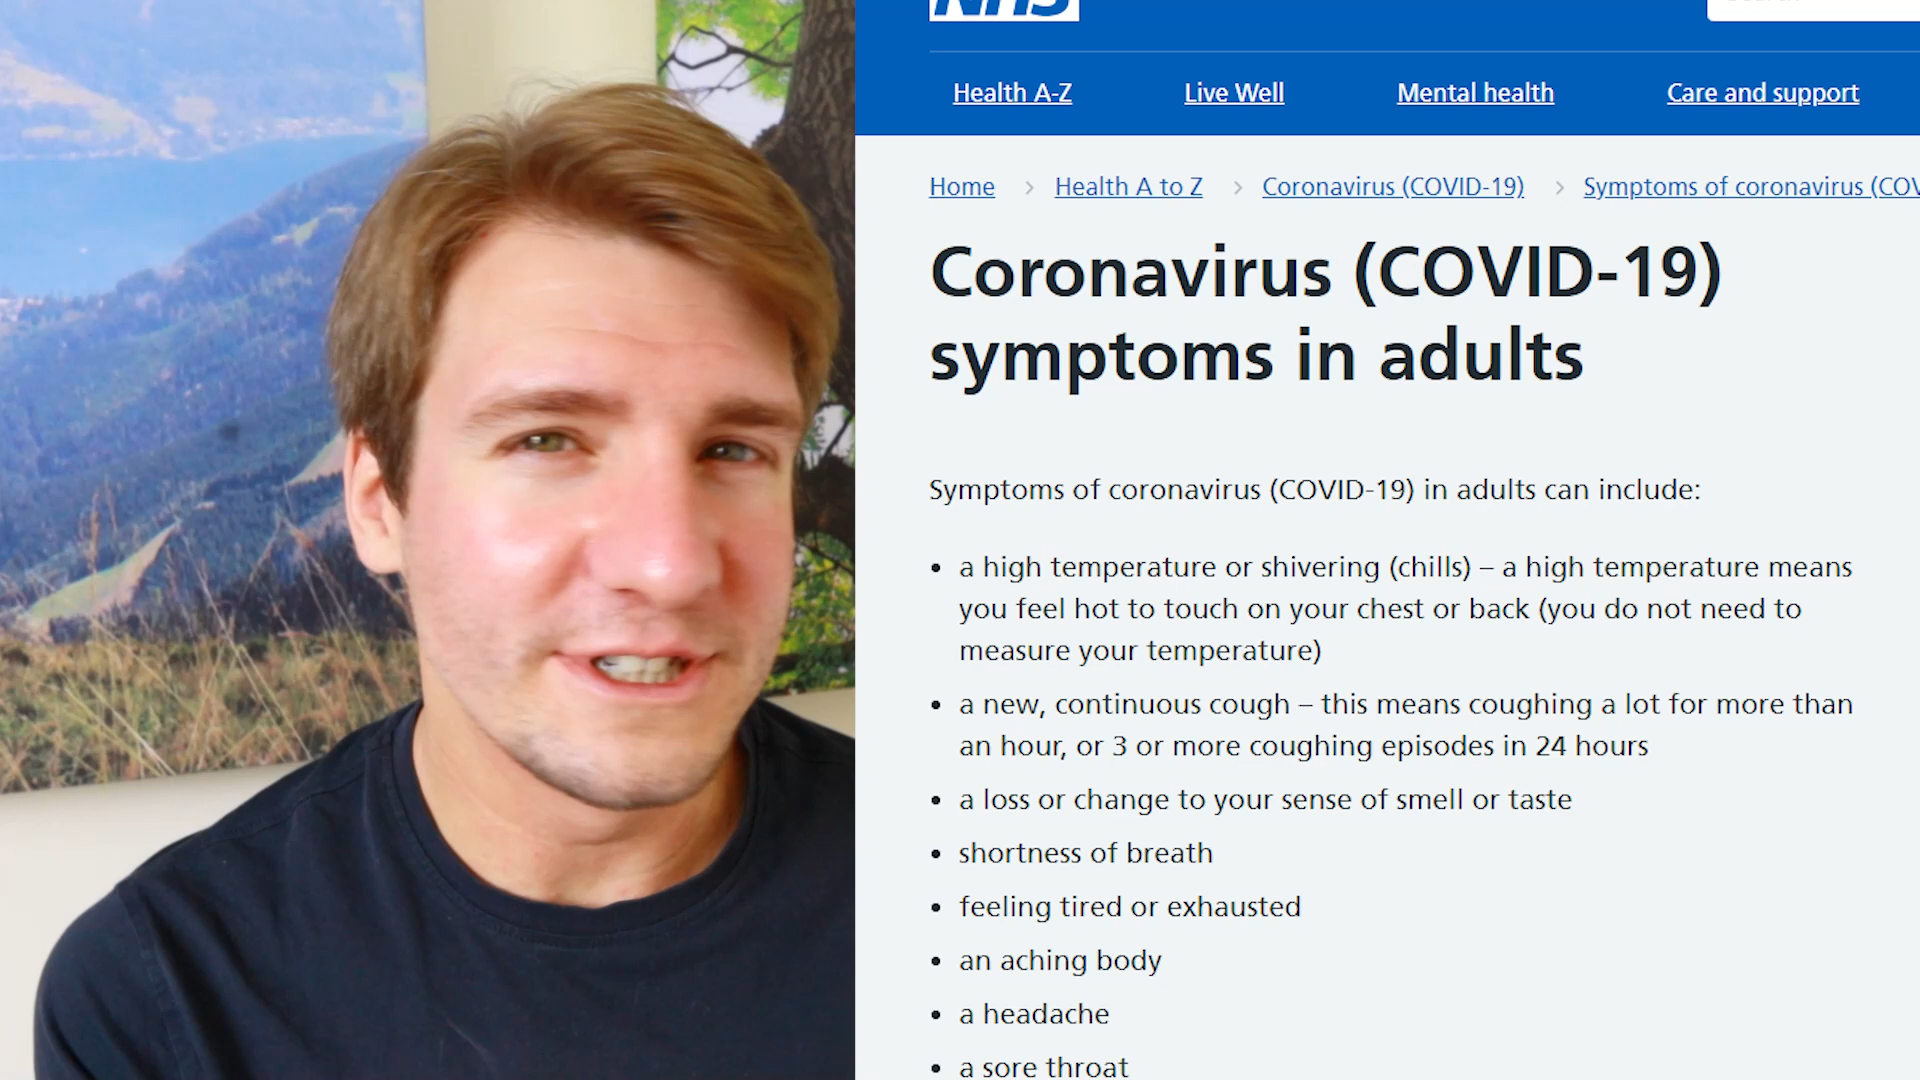 NHS
Health A-Z
Live Well
Mental health
Care and support
Home > Health A to Z > Coronavirus (COVID-19) > Symptoms of coronavirus (COV
Coronavirus (COVID-19)
symptoms in adults
Symptoms of coronavirus (COVID-19) in adults can include:
• a high temperature or shivering (chills) – a high temperature means
you feel hot to touch on your chest or back (you do not need to
measure your temperature)
• a new, continuous cough – this means coughing a lot for more than
an hour, or 3 or more coughing episodes in 24 hours
• a loss or change to your sense of smell or taste
• shortness of breath
• feeling tired or exhausted
• an aching body
• a headache
• a sore throat